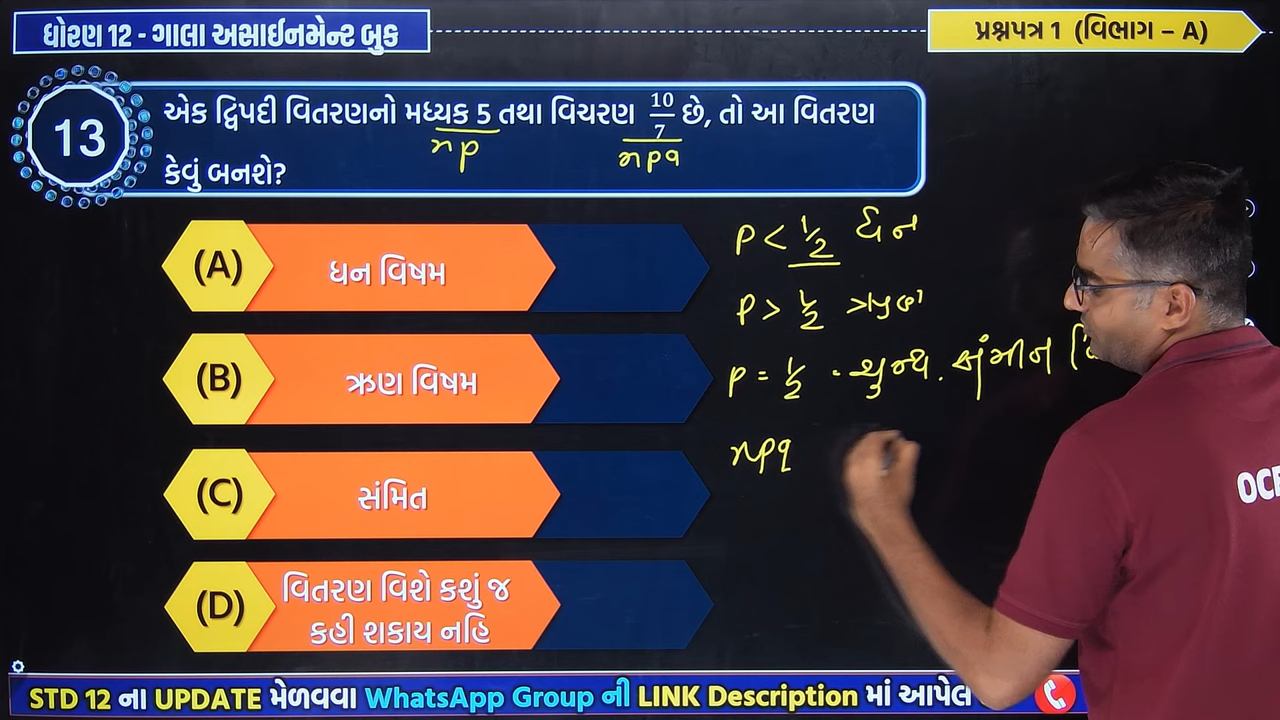 ધોરણ 12 - ગાલા અસાઈનમેન્ટ બુક
પ્રશ્નપત્ર 1 (વિભાગ – A)
13
એક દ્વિપદી વિતરણનો મધ્યક 5 તથા વિચરણ 10/7 છે, તો આ વિતરણ
np npq
કેવું બનશે?
(A) ધન વિષમ
(B) ઋણ વિષમ
(C) સંમિત
(D) વિતરણ વિશે કશું જ
કહી શકાય નહિ
P < 1/2 ધન
P > 1/2
P = 1/2
npq
OCE
STD 12 ના UPDATE મેળવવા WhatsApp Group ની LINK Description માં આપેલ